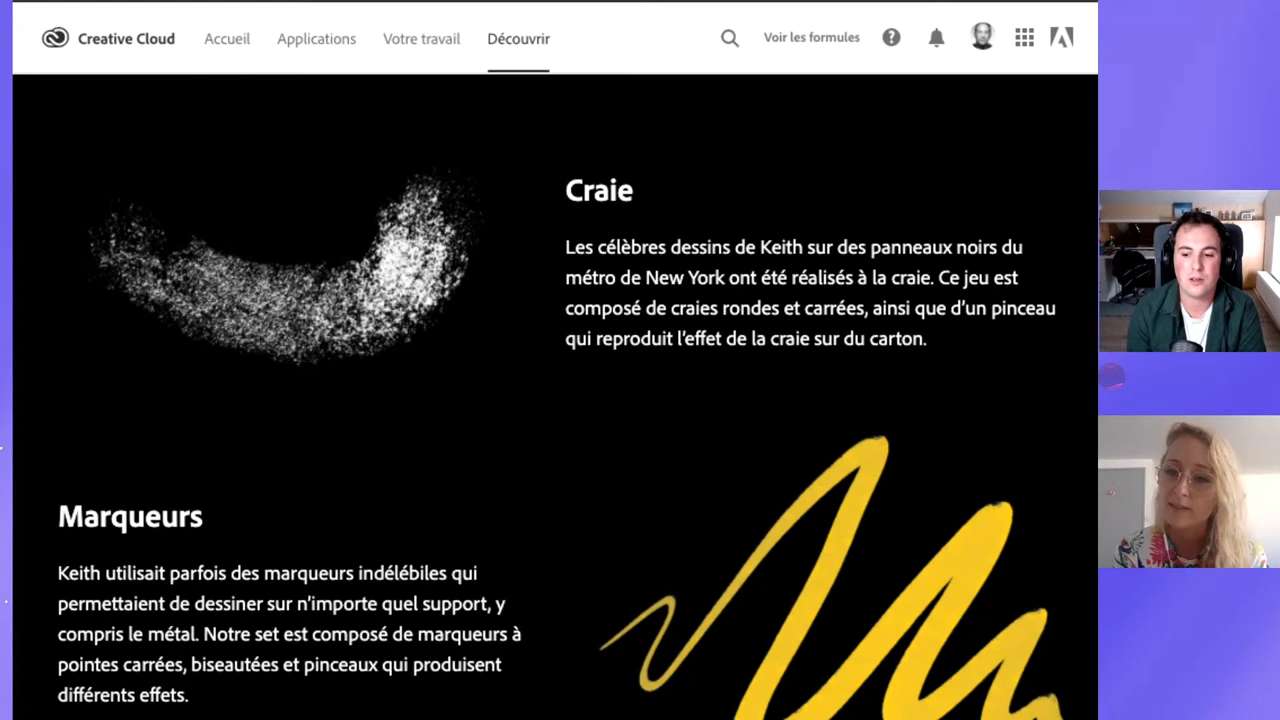 Creative Cloud Accueil Applications Votre travail Découvrir Voir les formules
Craie
Les célèbres dessins de Keith sur des panneaux noirs du
métro de New York ont été réalisés à la craie. Ce jeu est
composé de craies rondes et carrées, ainsi que d’un pinceau
qui reproduit l’effet de la craie sur du carton.
Marqueurs
Keith utilisait parfois des marqueurs indélébiles qui
permettaient de dessiner sur n’importe quel support, y
compris le métal. Notre set est composé de marqueurs à
pointes carrées, biseautées et pinceaux qui produisent
différents effets.